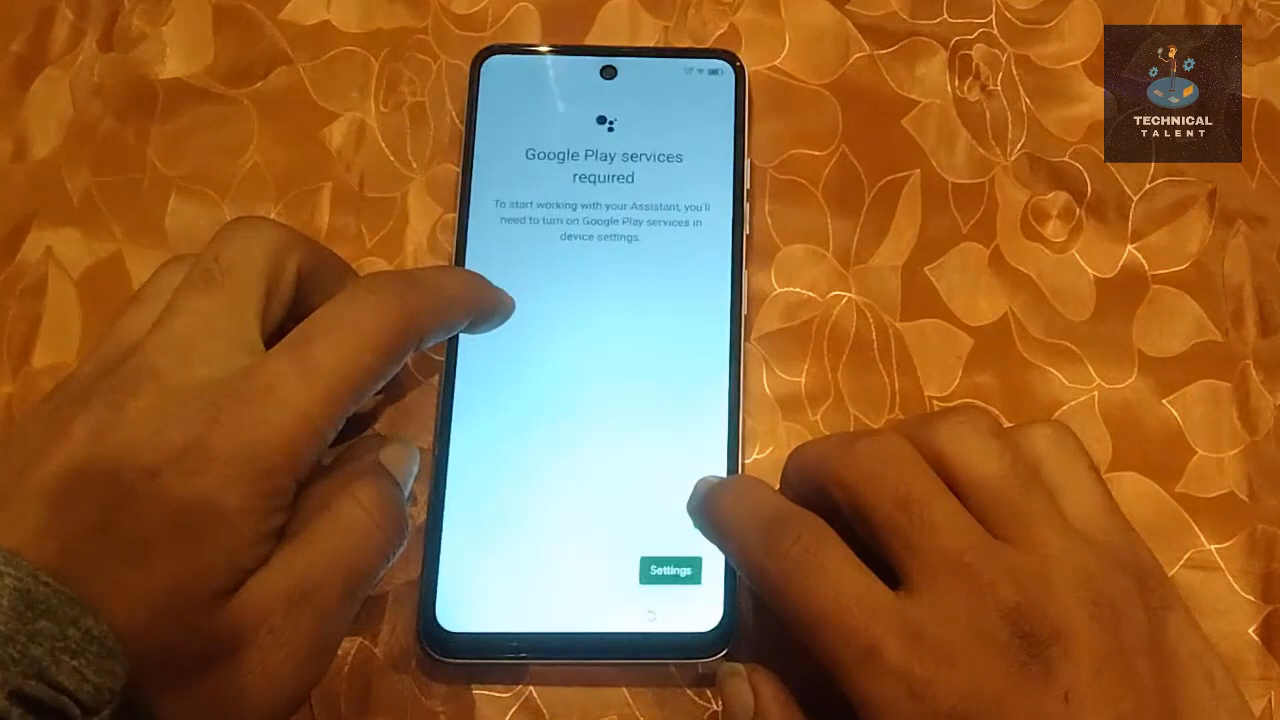 Google Play services
required
To start working with your Assistant, you'll
need to turn on Google Play services in
device settings.
Settings
TECHNICAL
TALENT